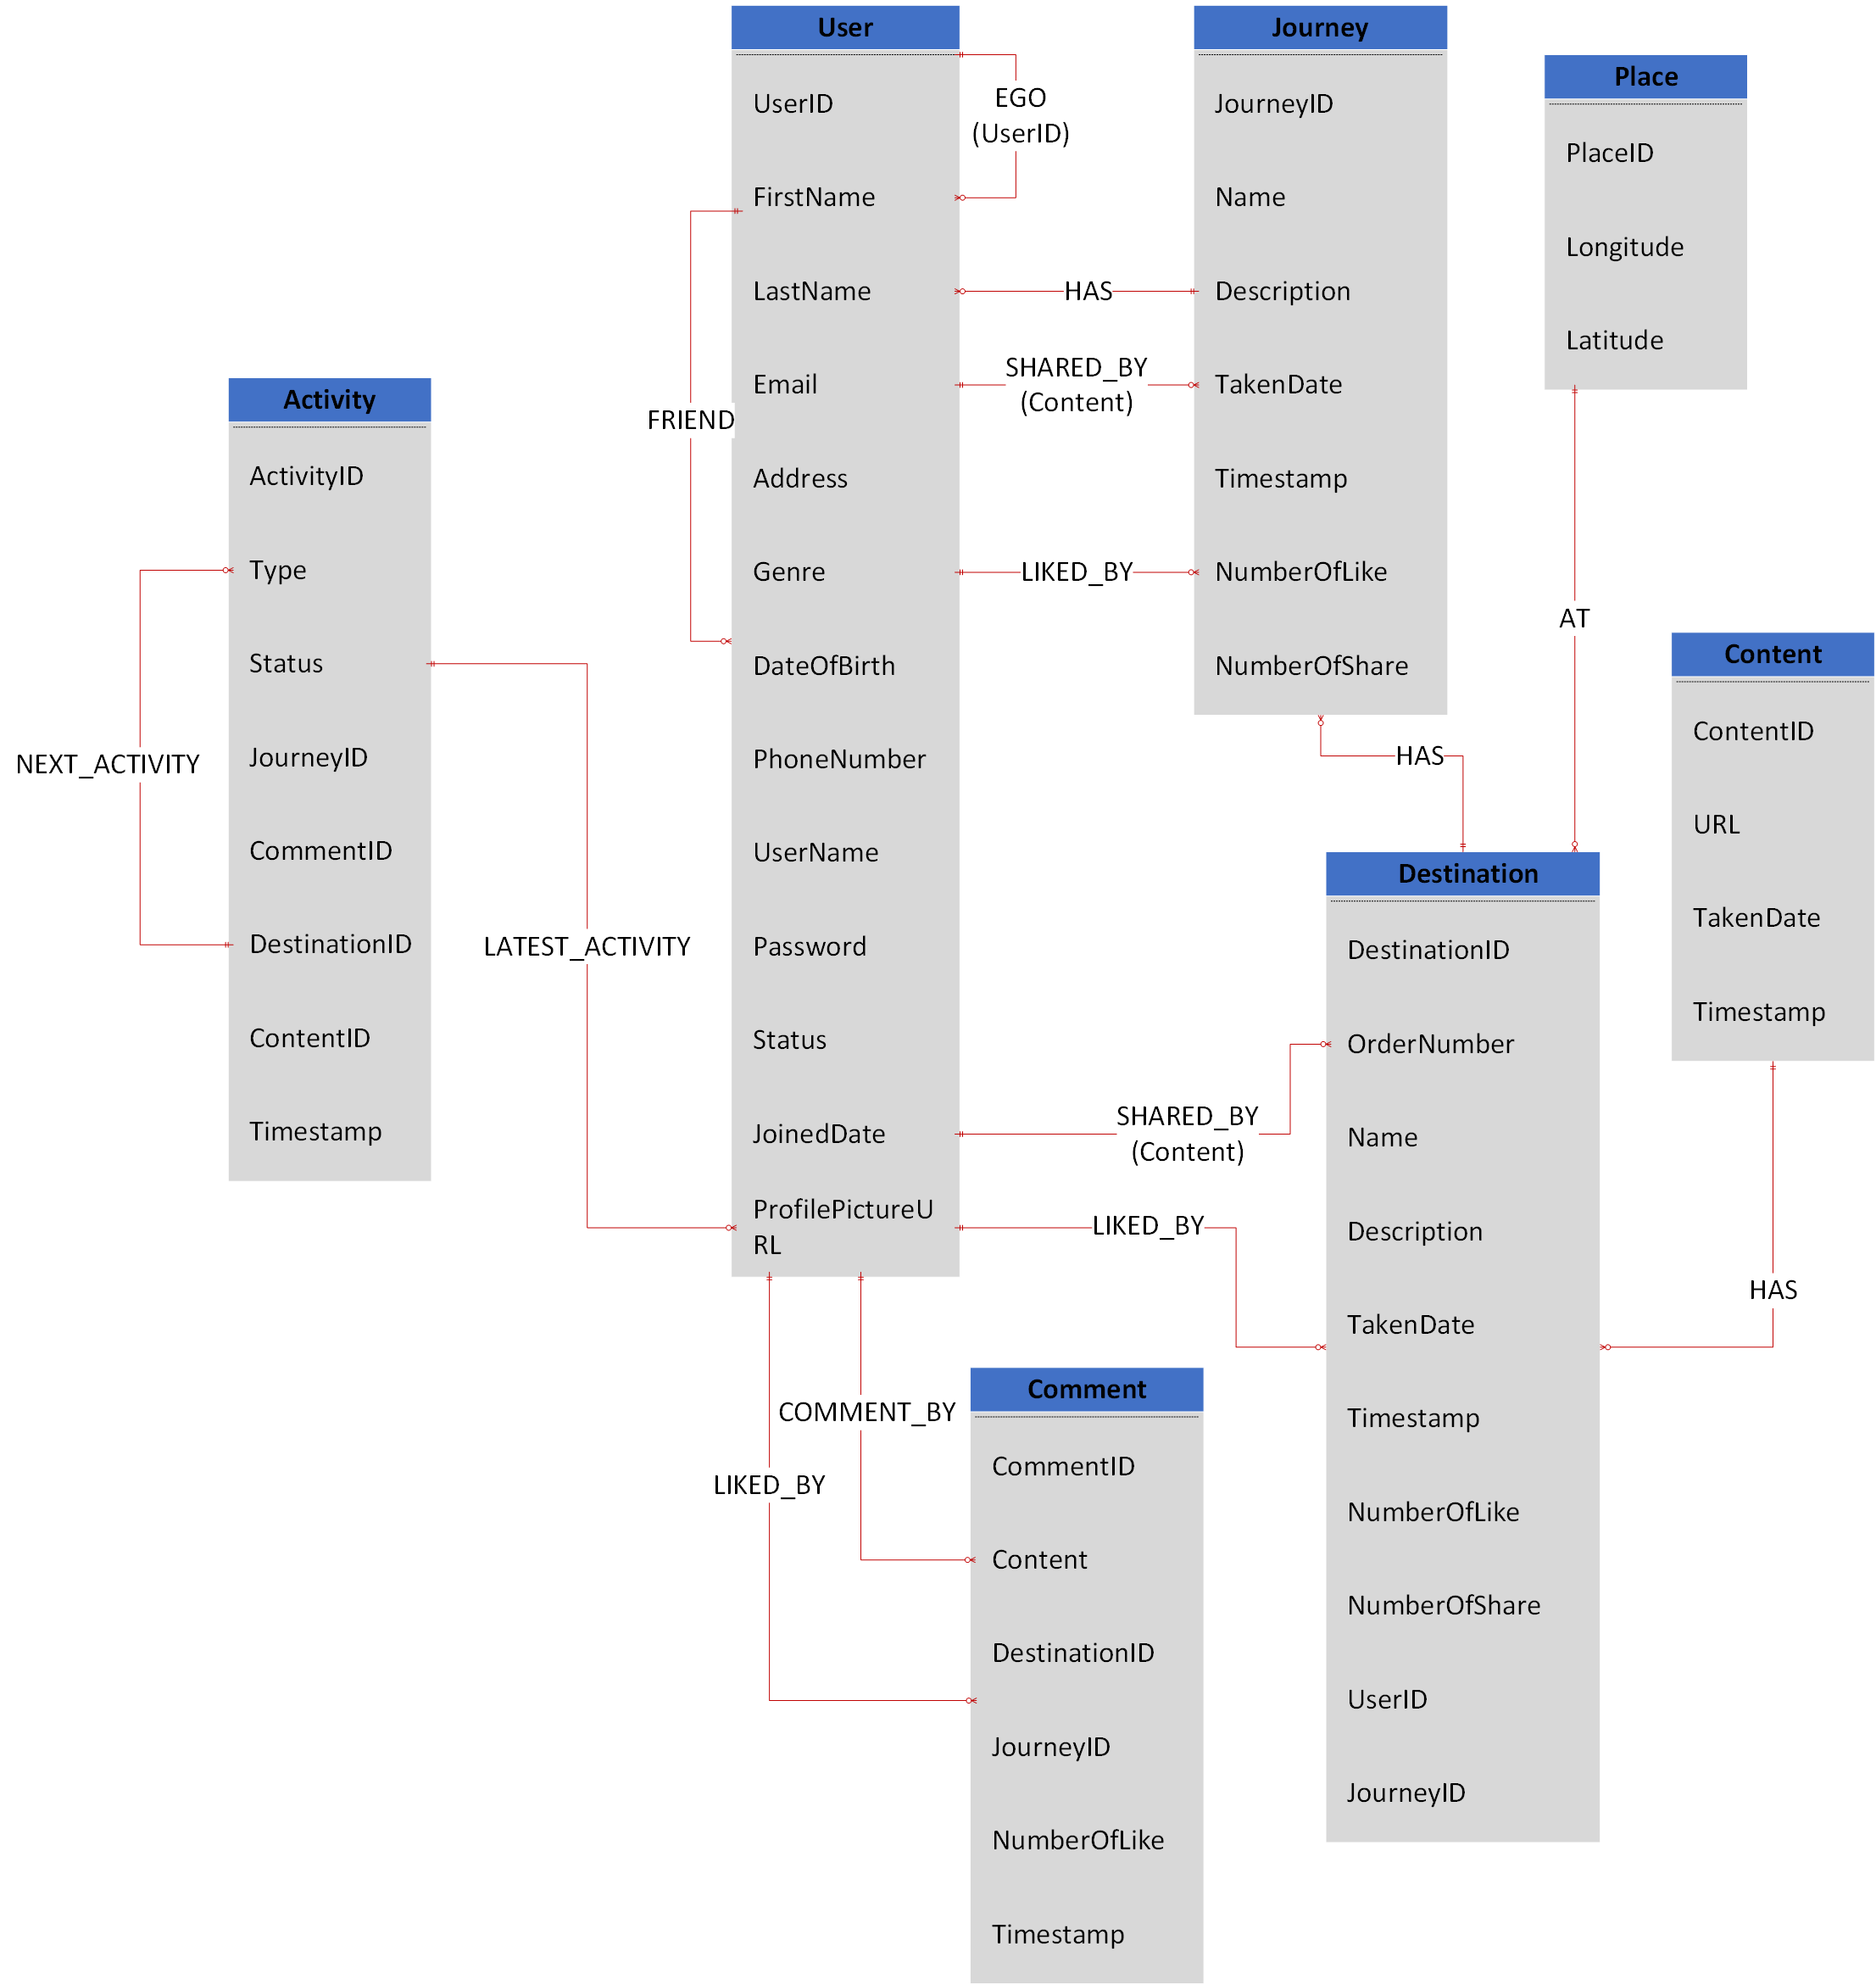 User
UserID
FirstName
LastName
Email
Address
Genre
DateOfBirth
PhoneNumber
UserName
Password
Status
JoinedDate
ProfilePictureU
RL
Journey
JourneyID
Name
Description
TakenDate
Timestamp
NumberOfLike
NumberOfShare
Place
PlaceID
Longitude
Latitude
EGO
(UserID)
HAS
SHARED_BY
(Content)
LIKED_BY
FRIEND
Activity
ActivityID
Type
Status
JourneyID
CommentID
DestinationID
ContentID
Timestamp
NEXT_ACTIVITY
LATEST_ACTIVITY
AT
HAS
Content
ContentID
URL
TakenDate
Timestamp
HAS
Destination
DestinationID
OrderNumber
Name
Description
TakenDate
Timestamp
NumberOfLike
NumberOfShare
UserID
JourneyID
SHARED_BY
(Content)
LIKED_BY
COMMENT_BY
LIKED_BY
Comment
CommentID
Content
DestinationID
JourneyID
NumberOfLike
Timestamp